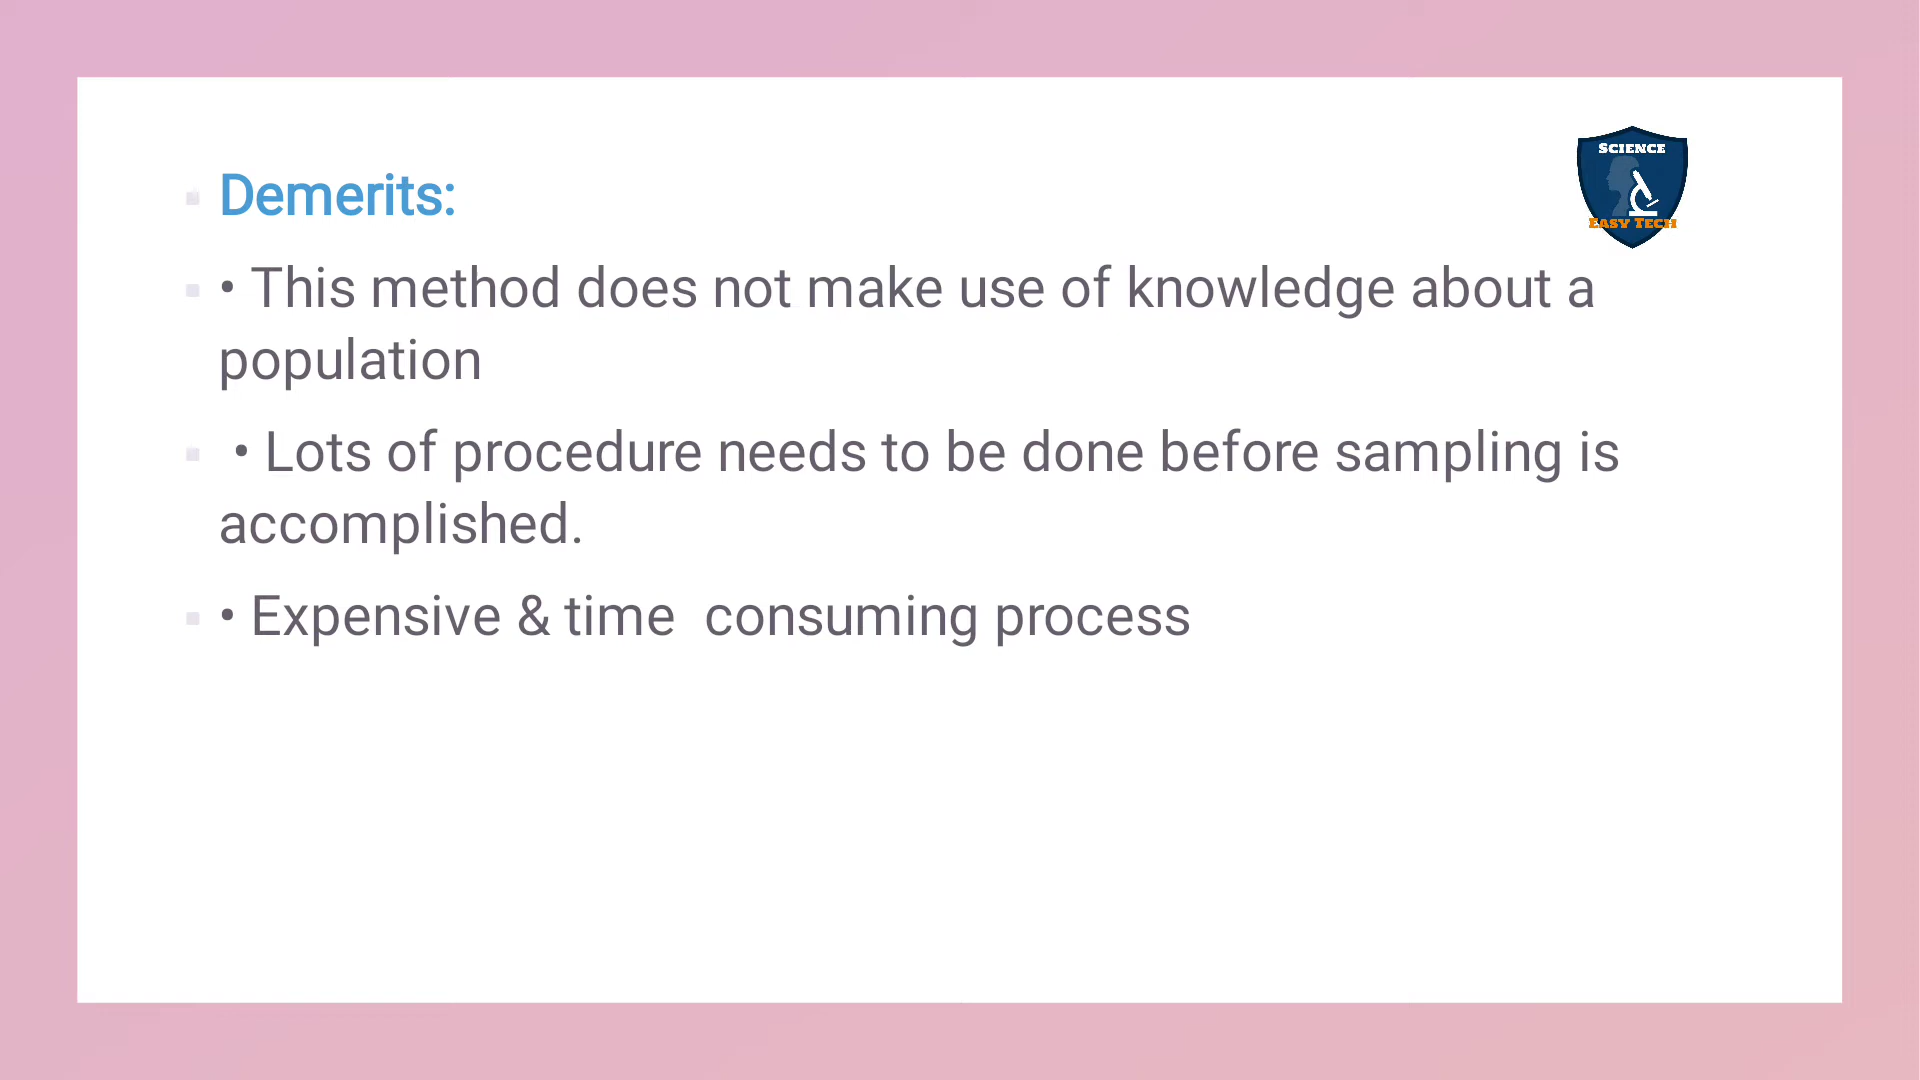 Demerits:
• This method does not make use of knowledge about a
population
• Lots of procedure needs to be done before sampling is
accomplished.
• Expensive & time  consuming process
SCIENCE
EASY TECH